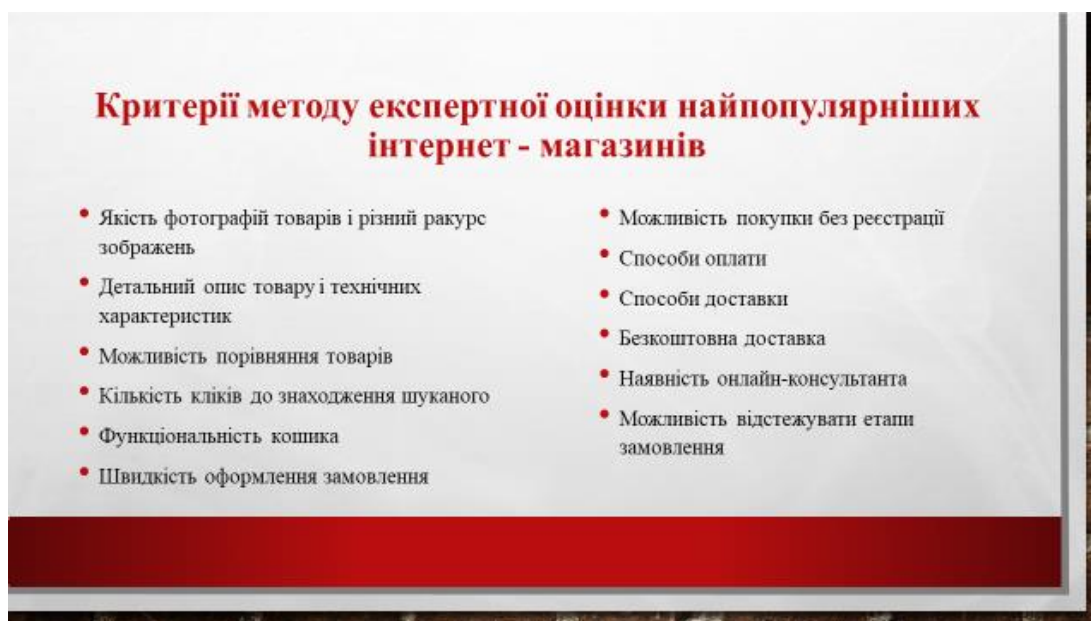 Критерії методу експертної оцінки найпопулярніших
інтернет - магазинів
• Якість фотографій товарів і різний ракурс
зображень
• Детальний опис товару і технічних
характеристик
• Можливість порівняння товарів
• Кількість кліків до знаходження шуканого
• Функціональність кошика
• Швидкість оформлення замовлення
• Можливість покупки без реєстрації
• Способи оплати
• Способи доставки
• Безкоштовна доставка
• Наявність онлайн-консультанта
• Можливість відстежувати етапи
замовлення